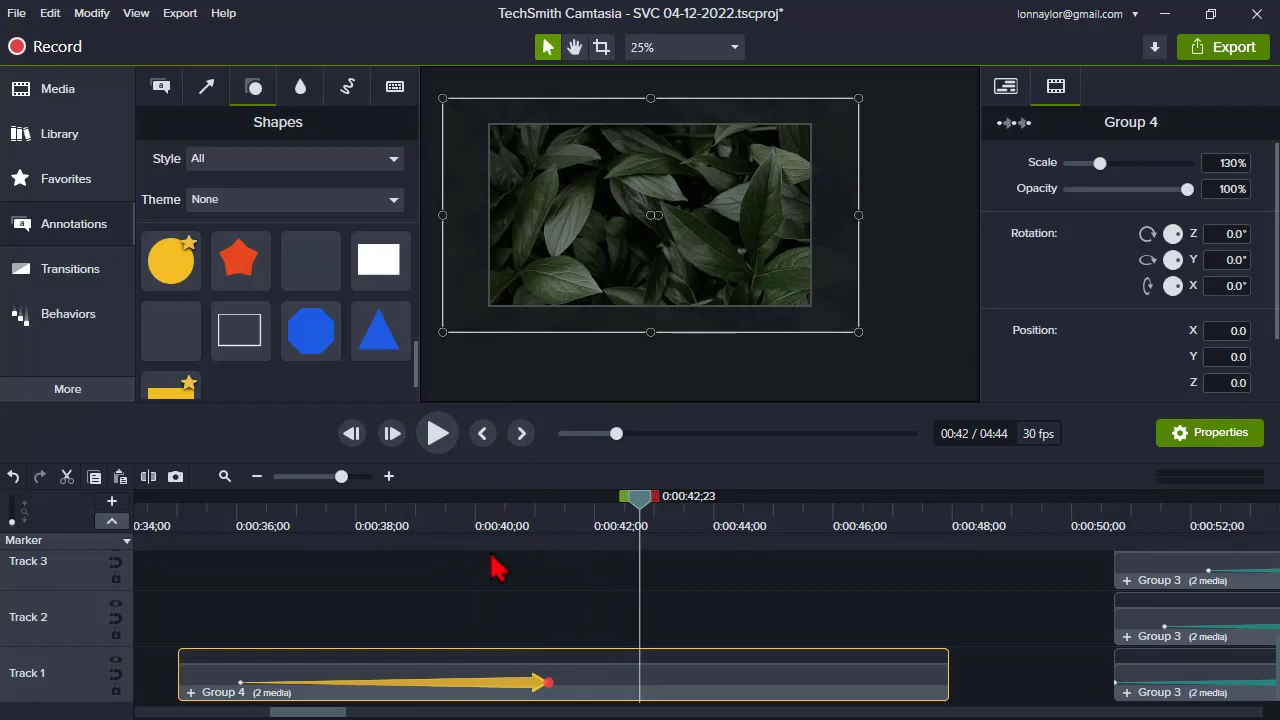 File Edit Modify View Export Help
TechSmith Camtasia - SVC 04-12-2022.tscproj*
lonnaylor@gmail.com
Record
25%
Export
Media
Library
Favorites
Annotations
Transitions
Behaviors
More
a
Shapes
Style All
Theme None
Group 4
Scale 130%
Opacity 100%
Rotation: Z 0.0°
Y 0.0°
X 0.0°
Position: X 0.0
Y 0.0
Z 0.0
00:42 / 04:44 30 fps
Properties
0:00:42;23
0:34;00 0:00:36;00 0:00:38;00 0:00:40;00 0:00:42;00 0:00:44;00 0:00:46;00 0:00:48;00 0:00:50;00 0:00:52;00
Marker
Track 3
+ Group 3 (2 media)
Track 2
+ Group 3 (2 media)
Track 1
+ Group 4 (2 media)
+ Group 3 (2 media)